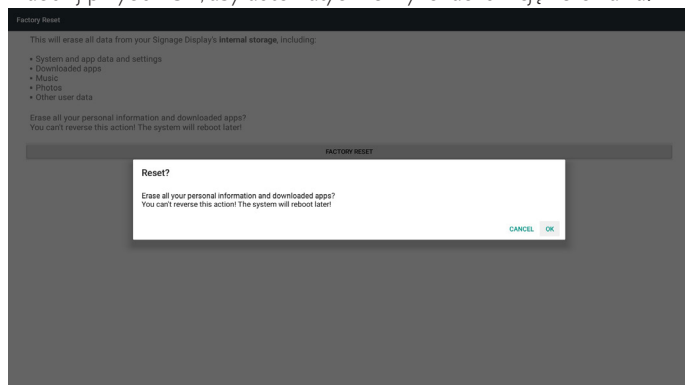 Factory Reset
This will erase all data from your Signage Display's internal storage, including:
• System and app data and settings
• Downloaded apps
• Music
• Photos
• Other user data
Erase all your personal information and downloaded apps?
You can't reverse this action! The system will reboot later!
FACTORY RESET
Reset?
Erase all your personal information and downloaded apps?
You can't reverse this action! The system will reboot later!
CANCEL OK